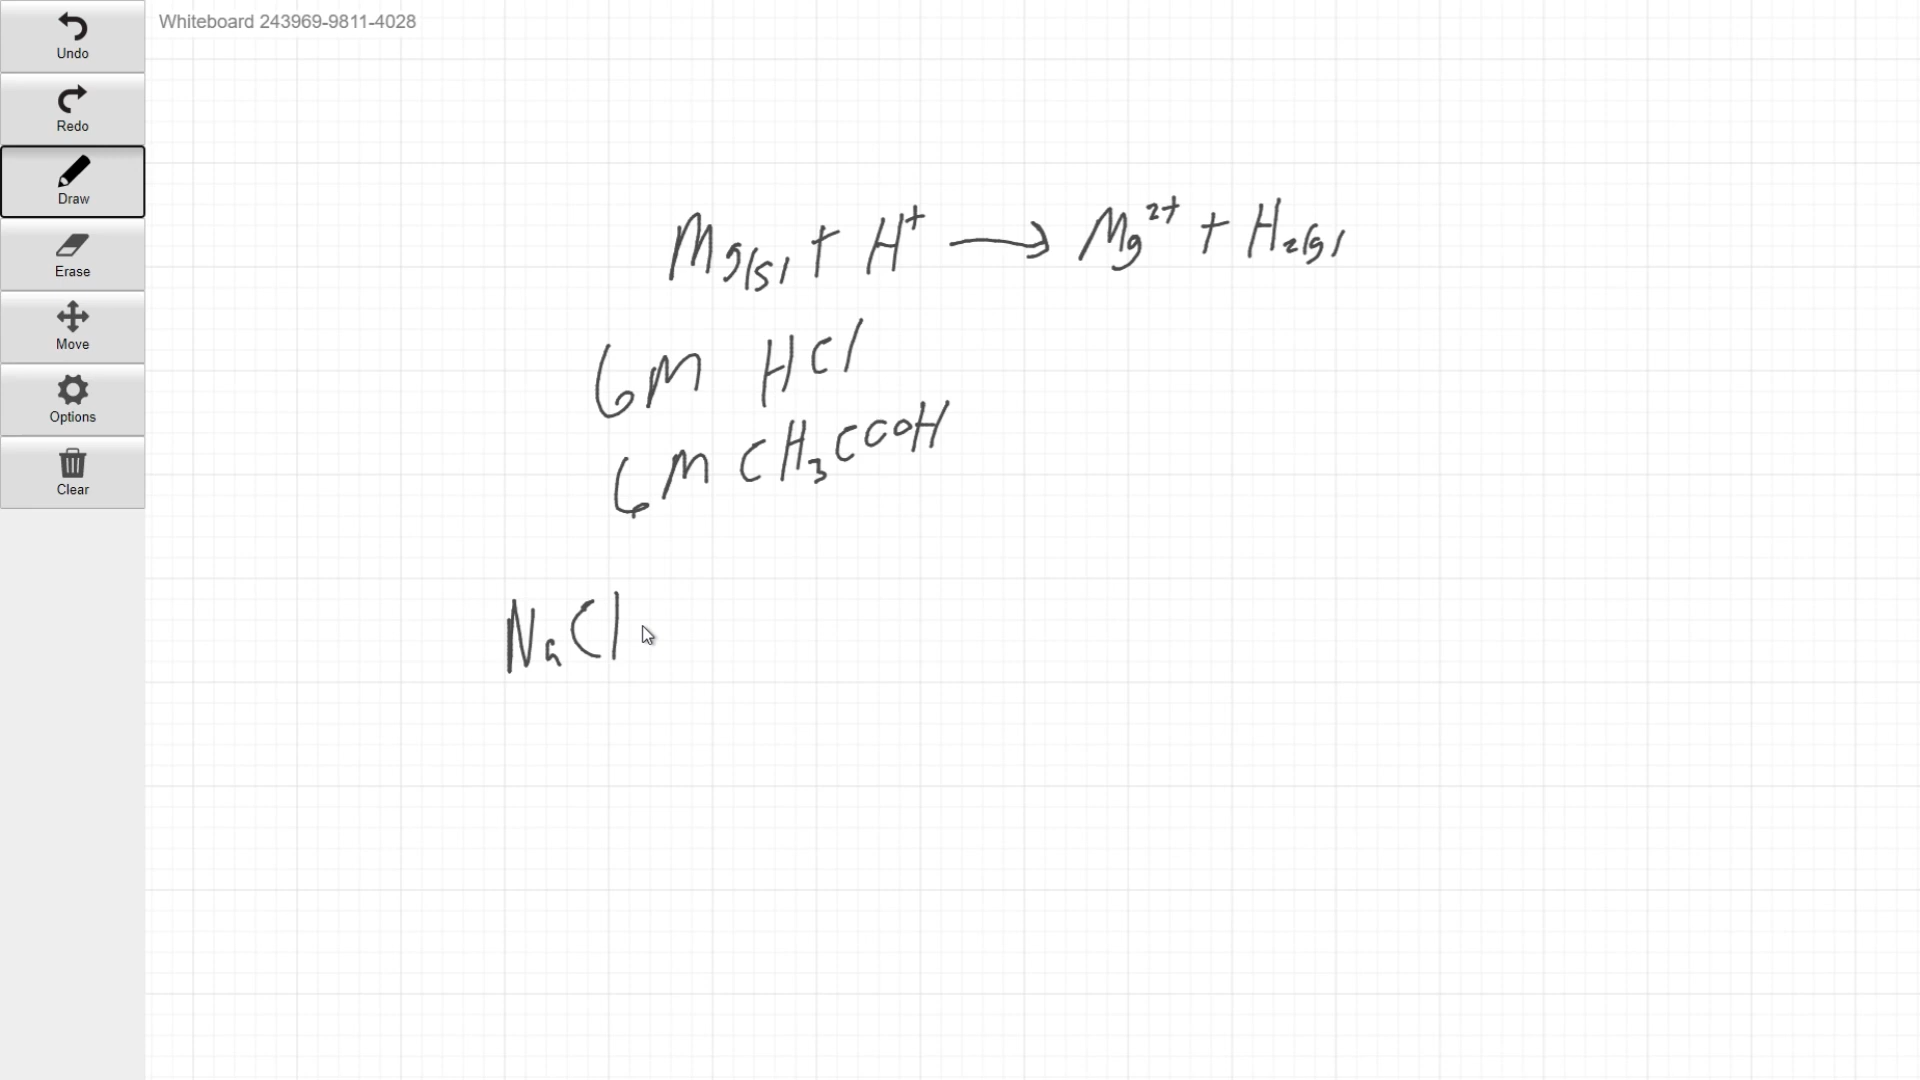 Whiteboard 243969-9811-4028
Undo
Redo
Draw
Erase
Move
Options
Clear
Mg(s) + H⁺ → Mg²⁺ + H₂(g)
6M HCl
6M CH₃COOH
NaCl